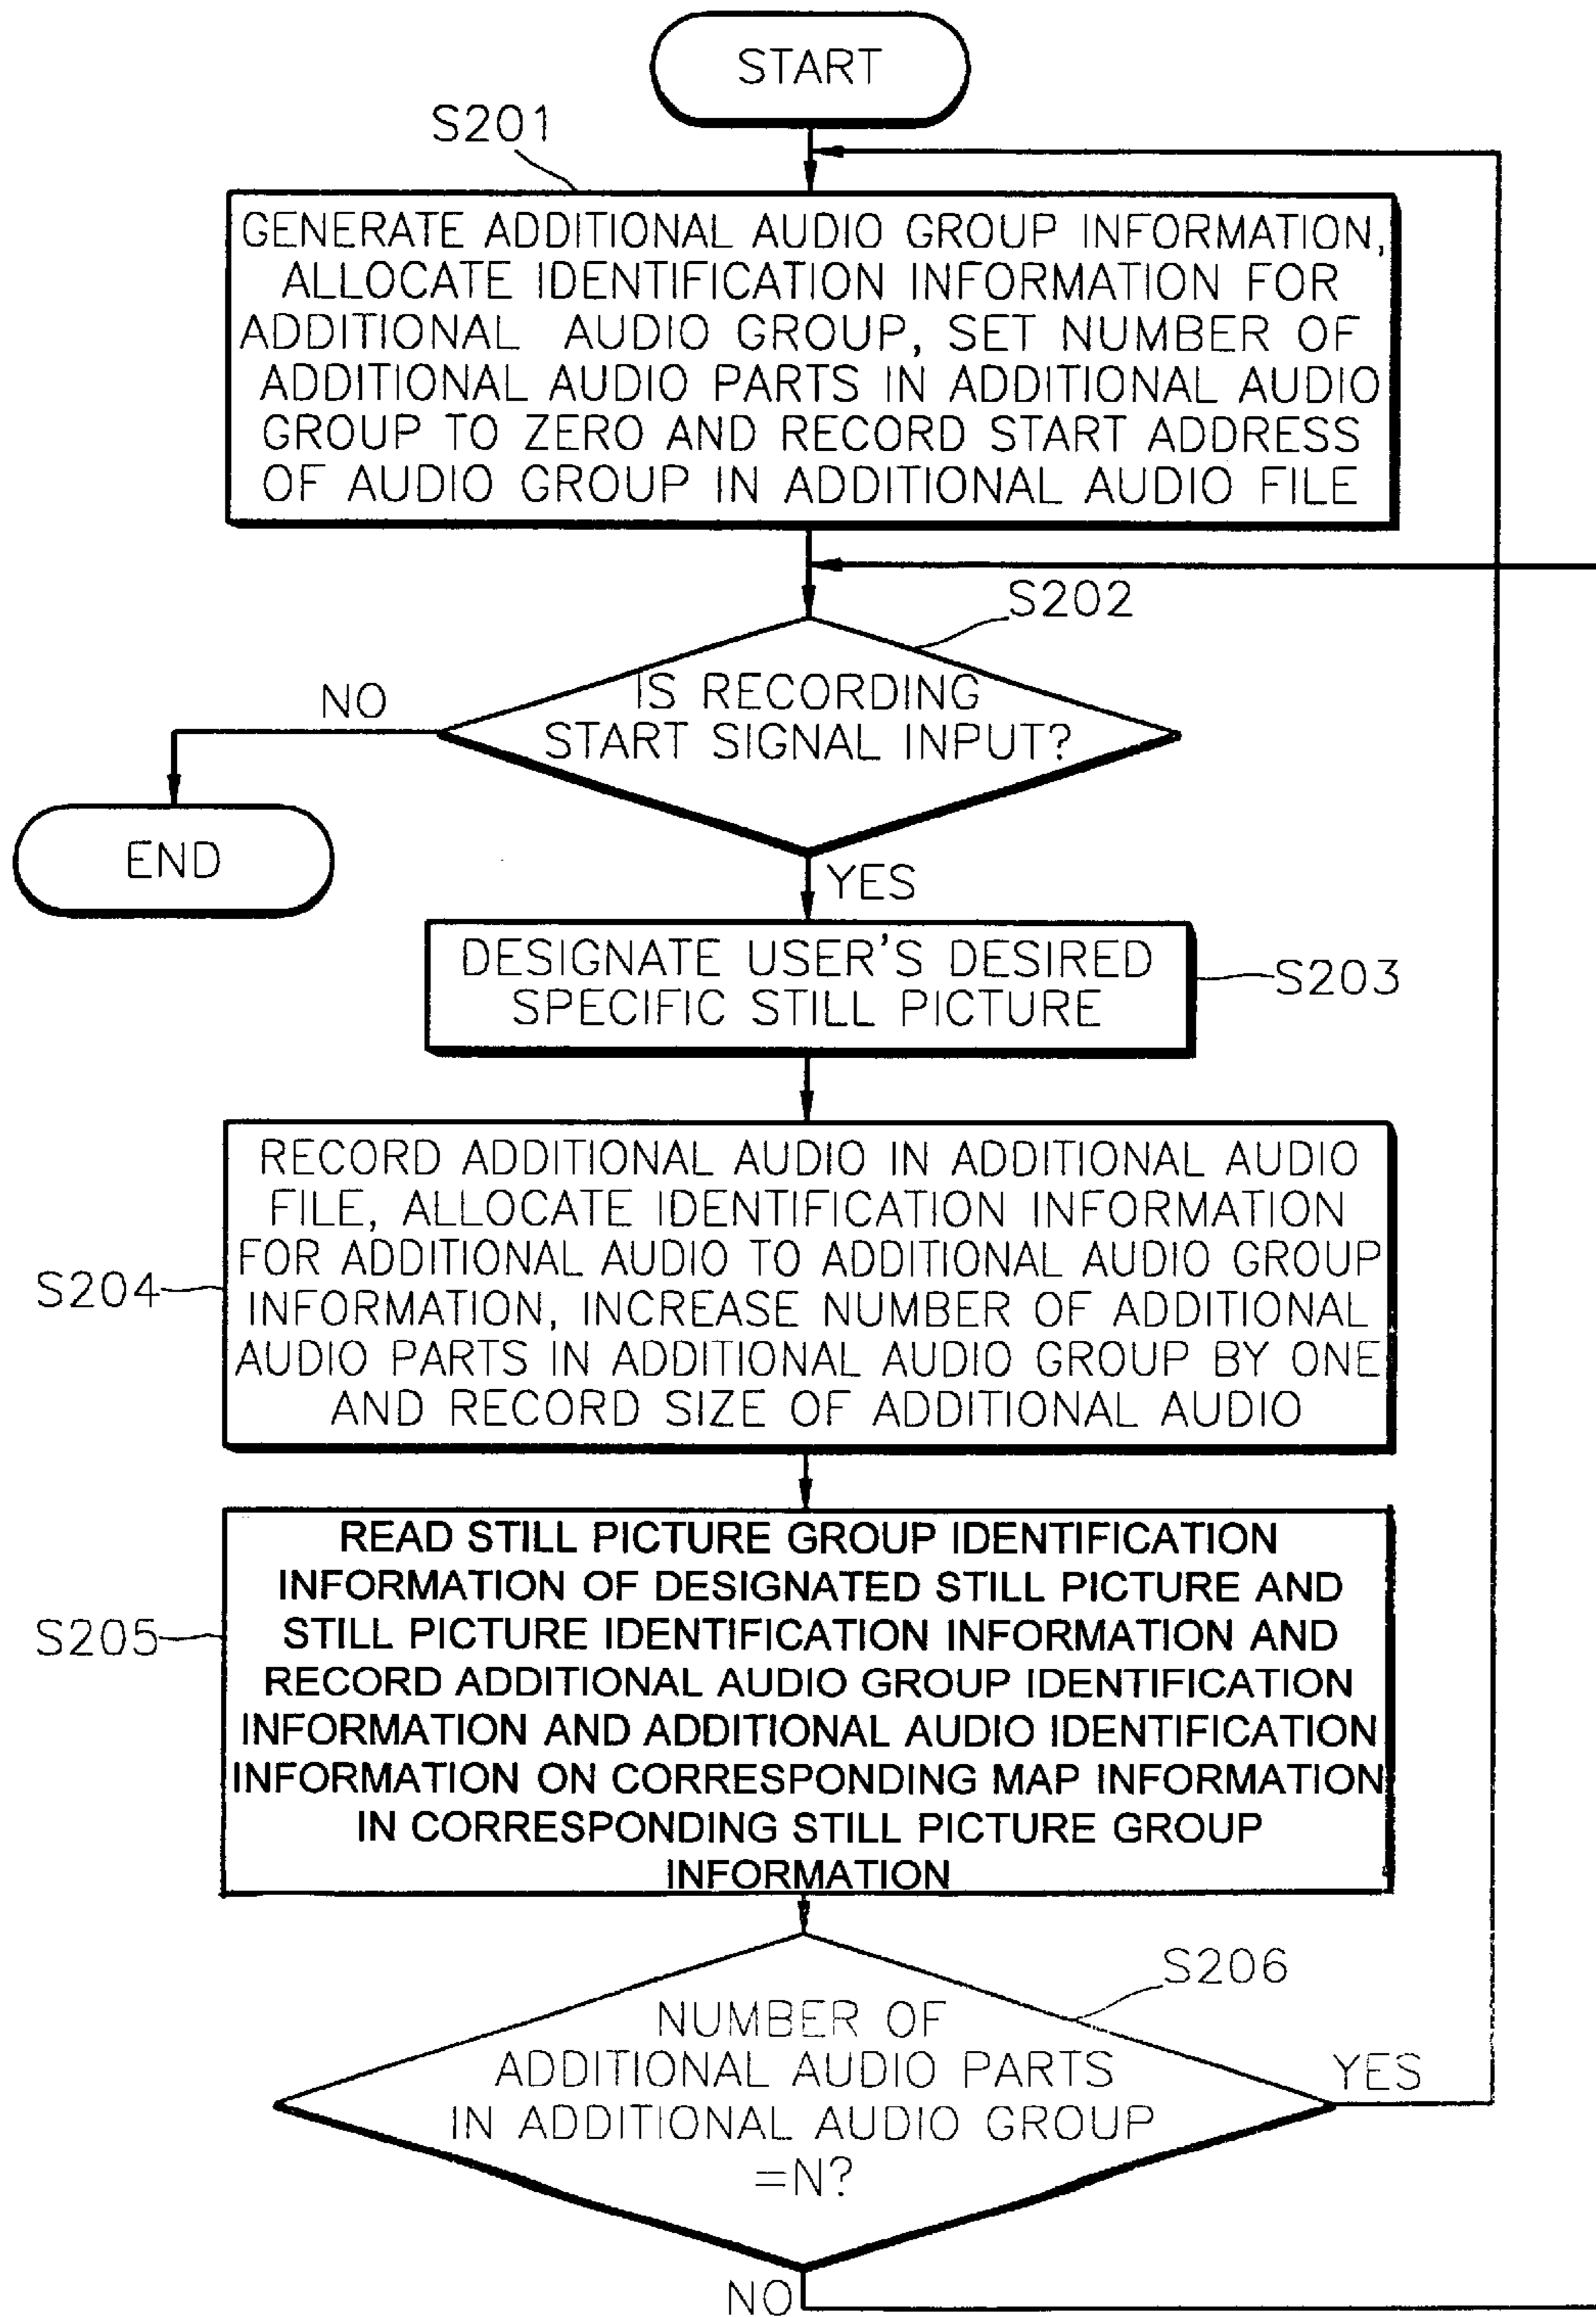 START
S201
GENERATE ADDITIONAL AUDIO GROUP INFORMATION,
ALLOCATE IDENTIFICATION INFORMATION FOR
ADDITIONAL AUDIO GROUP, SET NUMBER OF
ADDITIONAL AUDIO PARTS IN ADDITIONAL AUDIO
GROUP TO ZERO AND RECORD START ADDRESS
OF AUDIO GROUP IN ADDITIONAL AUDIO FILE
S202
IS RECORDING
START SIGNAL INPUT?
NO
END
YES
DESIGNATE USER'S DESIRED
SPECIFIC STILL PICTURE
S203
RECORD ADDITIONAL AUDIO IN ADDITIONAL AUDIO
FILE, ALLOCATE IDENTIFICATION INFORMATION
FOR ADDITIONAL AUDIO TO ADDITIONAL AUDIO GROUP
INFORMATION, INCREASE NUMBER OF ADDITIONAL
AUDIO PARTS IN ADDITIONAL AUDIO GROUP BY ONE
AND RECORD SIZE OF ADDITIONAL AUDIO
S204
READ STILL PICTURE GROUP IDENTIFICATION
INFORMATION OF DESIGNATED STILL PICTURE AND
STILL PICTURE IDENTIFICATION INFORMATION AND
RECORD ADDITIONAL AUDIO GROUP IDENTIFICATION
INFORMATION AND ADDITIONAL AUDIO IDENTIFICATION
INFORMATION ON CORRESPONDING MAP INFORMATION
IN CORRESPONDING STILL PICTURE GROUP
INFORMATION
S205
S206
NUMBER OF
ADDITIONAL AUDIO PARTS
IN ADDITIONAL AUDIO GROUP
=N?
YES
NO